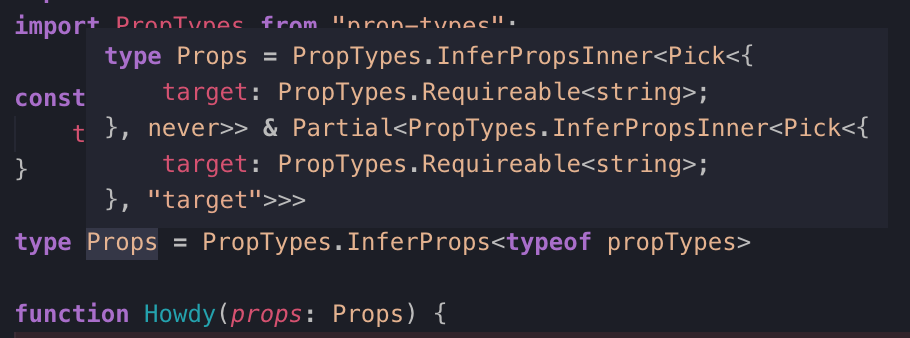 import PropTypes from "prop-types";
type Props = PropTypes.InferPropsInner<Pick<{
target: PropTypes.Requireable<string>;
const
}, never>> & Partial<PropTypes.InferPropsInner<Pick<{
t
target: PropTypes.Requireable<string>;
}
}, "target">>>
type Props = PropTypes.InferProps<typeof propTypes>
function Howdy(props: Props) {